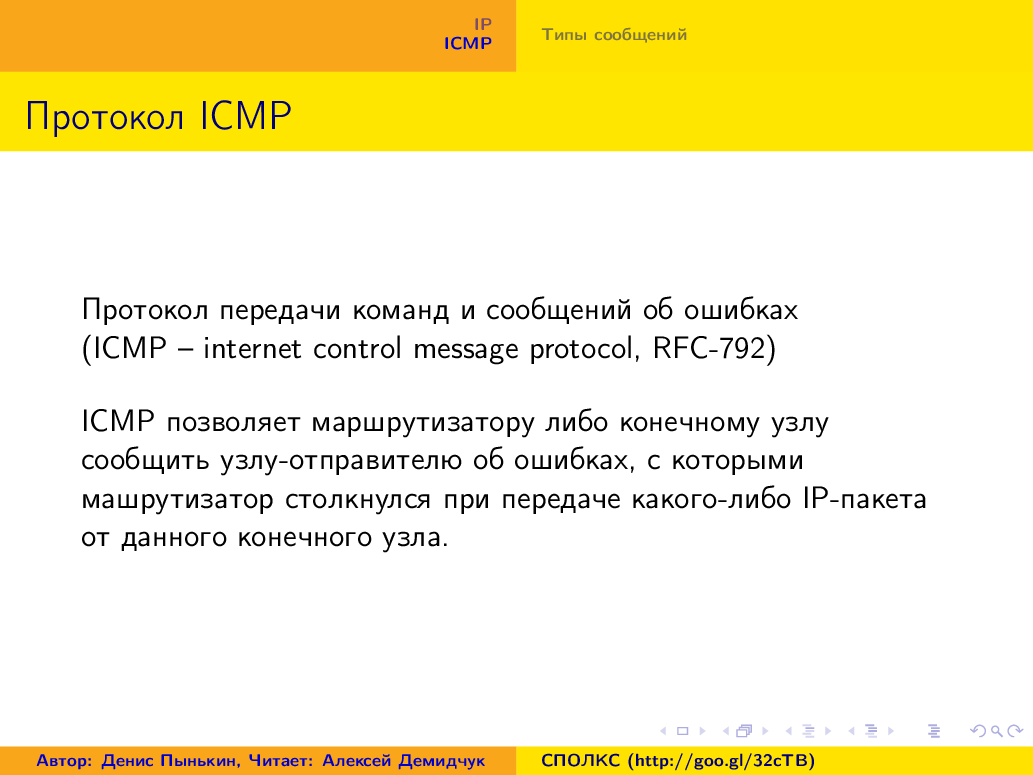 IP
ICMP
Типы сообщений
Протокол ICMP
Протокол передачи команд и сообщений об ошибках
(ICMP – internet control message protocol, RFC-792)
ICMP позволяет маршрутизатору либо конечному узлу
сообщить узлу-отправителю об ошибках, с которыми
машрутизатор столкнулся при передаче какого-либо IP-пакета
от данного конечного узла.
Автор: Денис Пынькин, Читает: Алексей Демидчук
СПОЛКС (http://goo.gl/32cTB)